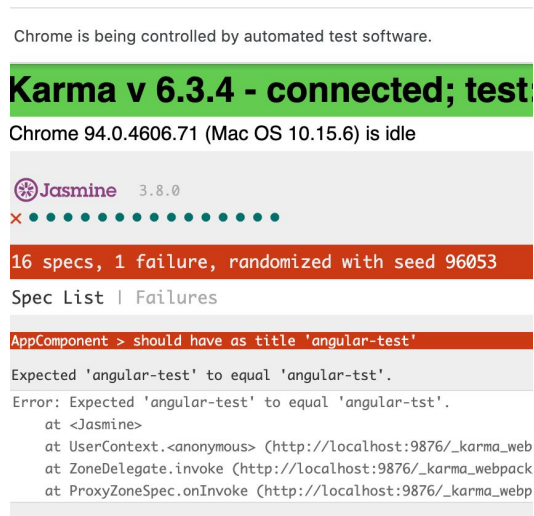 Chrome is being controlled by automated test software.
Karma v 6.3.4 - connected; test:
Chrome 94.0.4606.71 (Mac OS 10.15.6) is idle
Jasmine 3.8.0
16 specs, 1 failure, randomized with seed 96053
Spec List | Failures
AppComponent > should have as title 'angular-test'
Expected 'angular-test' to equal 'angular-tst'.
Error: Expected 'angular-test' to equal 'angular-tst'.
at <Jasmine>
at UserContext.<anonymous> (http://localhost:9876/_karma_web
at ZoneDelegate.invoke (http://localhost:9876/_karma_webpack
at ProxyZoneSpec.onInvoke (http://localhost:9876/_karma_webp